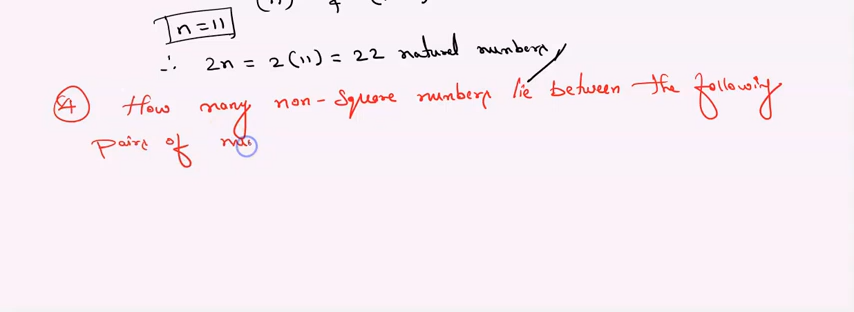 n = 11
∴ 2n = 2(11) = 22 natural numbers
④ How many non-square numbers lie between the following
pairs of